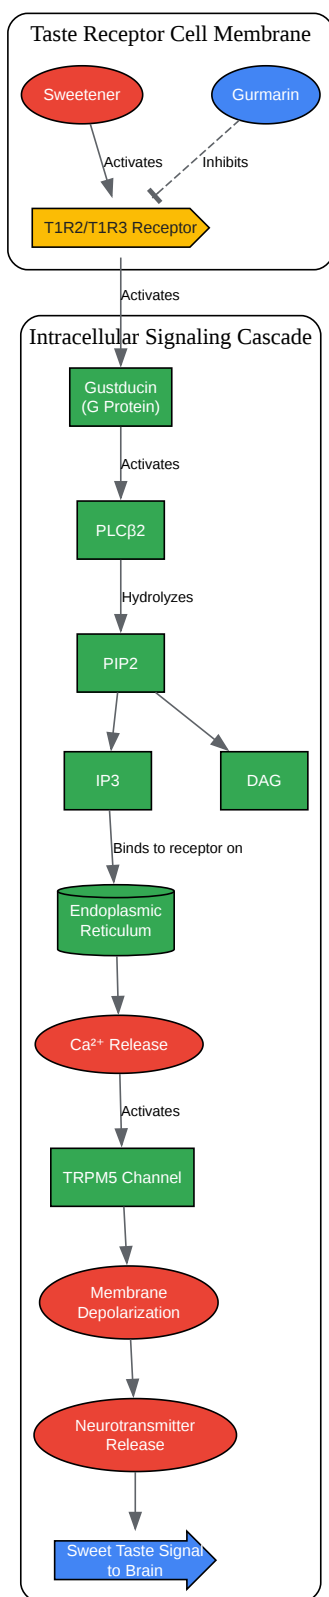 Taste Receptor Cell Membrane
Sweetener
Gurmarin
Activates
Inhibits
T1R2/T1R3 Receptor
Activates
Intracellular Signaling Cascade
Gustducin
(G Protein)
Activates
PLCβ2
Hydrolyzes
PIP2
IP3
DAG
Binds to receptor on
Endoplasmic
Reticulum
Ca²⁺ Release
Activates
TRPM5 Channel
Membrane
Depolarization
Neurotransmitter
Release
Sweet Taste Signal
to Brain